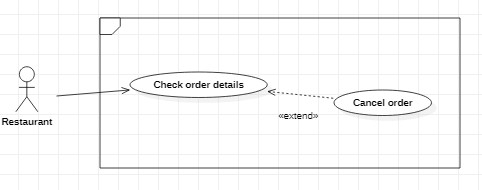 Check order details
Cancel order
«extend»
Restaurant